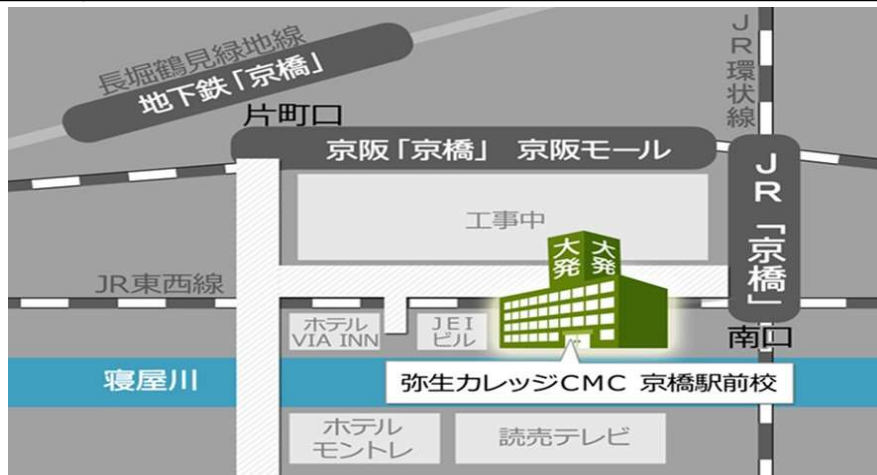 長堀鶴見緑地線
地下鉄「京橋」
片町口
京阪「京橋」 京阪モール
JR環状線
JR「京橋」
工事中
大発
大発
JR東西線
ホテル
VIA INN
JEI
ビル
南口
寝屋川
弥生カレッジCMC 京橋駅前校
ホテル
モントレ
読売テレビ